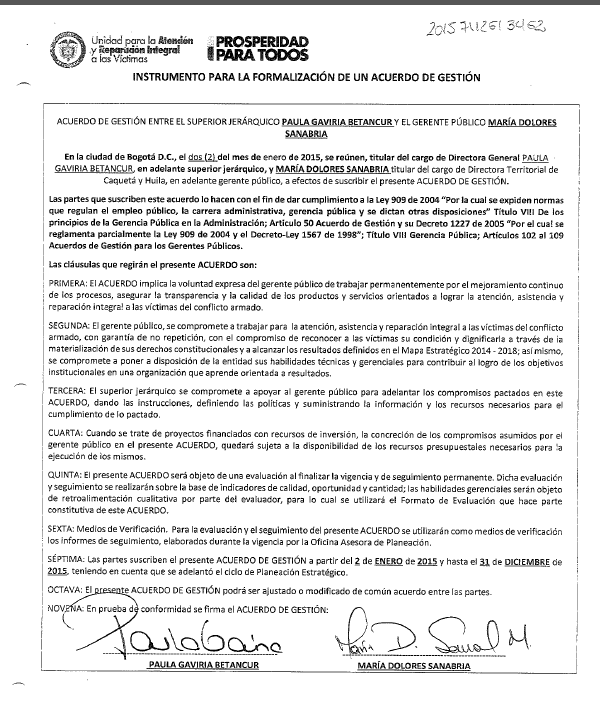 20157112613462
Unidad para la Atención
y Reparación Integral
a las Víctimas
PROSPERIDAD
PARA TODOS
INSTRUMENTO PARA LA FORMALIZACIÓN DE UN ACUERDO DE GESTIÓN
ACUERDO DE GESTIÓN ENTRE EL SUPERIOR JERÁRQUICO PAULA GAVIRIA BETANCUR Y EL GERENTE PÚBLICO MARÍA DOLORES
SANABRIA
En la ciudad de Bogotá D.C., el dos (2) del mes de enero de 2015, se reúnen, titular del cargo de Directora General PAULA
GAVIRIA BETANCUR, en adelante superior jerárquico, y MARÍA DOLORES SANABRIA titular del cargo de Directora Territorial de
Caquetá y Huila, en adelante gerente público, a efectos de suscribir el presente ACUERDO DE GESTIÓN.
Las partes que suscriben este acuerdo lo hacen con el fin de dar cumplimiento a la Ley 909 de 2004 "Por la cual se expiden normas
que regulan el empleo público, la carrera administrativa, gerencia pública y se dictan otras disposiciones" Título VIII De
los principios de la Gerencia Pública en la Administración; Articulo 50 Acuerdo de Gestión y su Decreto 1227 de 2005 "Por el cual se
reglamenta parcialmente la Ley 909 de 2004 y el Decreto-Ley 1567 de 1998"; Título VIII Gerencia Pública; Artículos 102 al 109
Acuerdos de Gestión para los Gerentes Públicos.
Las cláusulas que regirán el presente ACUERDO son:
PRIMERA: El ACUERDO implica la voluntad expresa del gerente público de trabajar permanentemente por el mejoramiento continuo
de los procesos, asegurar la transparencia y la calidad de los productos y servicios orientados a lograr la atención, asistencia y
reparación integral a las víctimas del conflicto armado.
SEGUNDA: El gerente público, se compromete a trabajar para la atención, asistencia y reparación integral a las víctimas del conflicto
armado, con garantía de no repetición, con el compromiso de reconocer a las víctimas su condición y dignificarla a través de la
materialización de sus derechos constitucionales y a alcanzar los resultados definidos en el Mapa Estratégico 2014 - 2018; así mismo,
se compromete a poner a disposición de la entidad sus habilidades técnicas y gerenciales para contribuir al logro de los objetivos
institucionales en una organización que aprende orientada a resultados.
TERCERA: El superior jerárquico se compromete a apoyar al gerente público para adelantar los compromisos pactados en este
ACUERDO, dando las instrucciones, definiendo las políticas y suministrando la información y los recursos necesarios para el
cumplimiento de lo pactado.
CUARTA: Cuando se trate de proyectos financiados con recursos de inversión, la concreción de los compromisos asumidos por el
gerente público en el presente ACUERDO, quedará sujeta a la disponibilidad de los recursos presupuestales necesarios para la
ejecución de los mismos.
QUINTA: El presente ACUERDO será objeto de una evaluación al finalizar la vigencia y de seguimiento permanente. Dicha evaluación
y seguimiento se realizarán sobre la base de indicadores de calidad, oportunidad y cantidad; las habilidades gerenciales serán objeto
de retroalimentación cualitativa por parte del evaluador, para lo cual se utilizará el Formato de Evaluación que hace parte
constitutiva de este ACUERDO.
SEXTA: Medios de Verificación. Para la evaluación y el seguimiento del presente ACUERDO se utilizarán como medios de verificación
los informes de seguimiento, elaborados durante la vigencia por la Oficina Asesora de Planeación.
SÉPTIMA: Las partes suscriben el presente ACUERDO DE GESTIÓN a partir del 2 de ENERO de 2015 y hasta el 31 de DICIEMBRE de
2015, teniendo en cuenta que se adelantó el ciclo de Planeación Estratégico.
OCTAVA: El presente ACUERDO DE GESTIÓN podrá ser ajustado o modificado de común acuerdo entre las partes.
NOVENA: En prueba de conformidad se firma el ACUERDO DE GESTIÓN:
PAULA GAVIRIA BETANCUR
MARÍA DOLORES SANABRIA